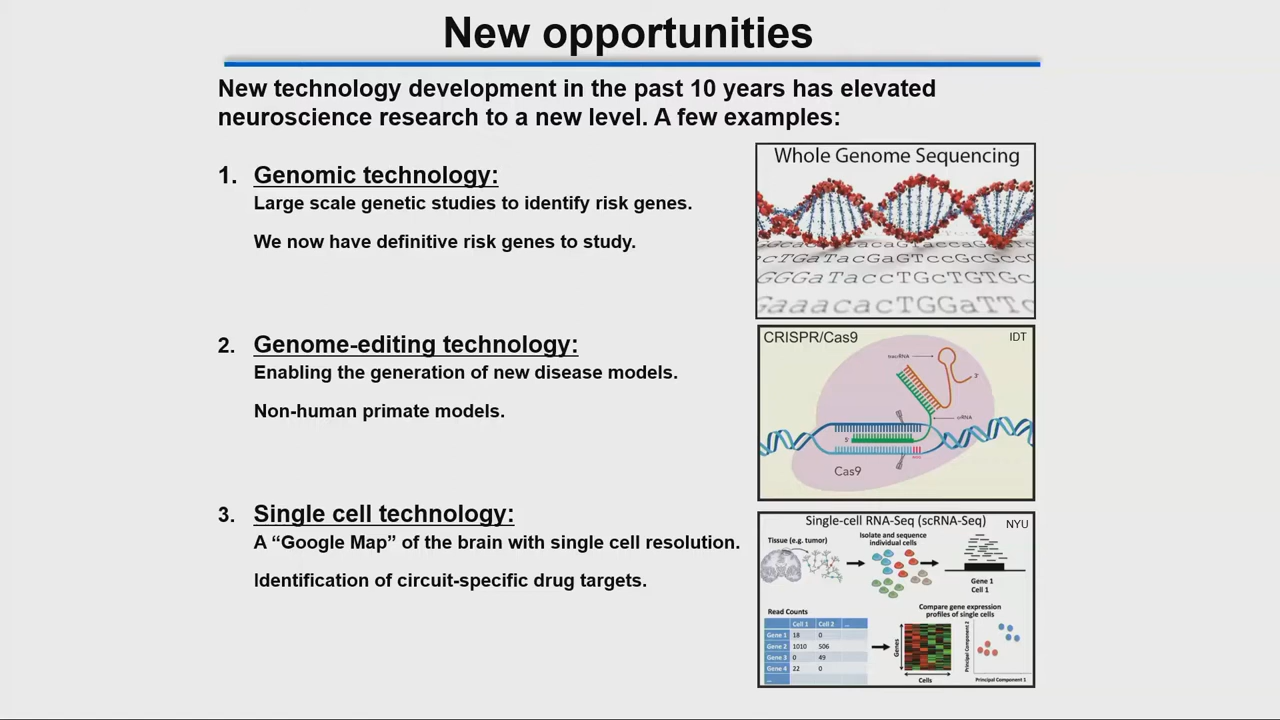 New opportunities
New technology development in the past 10 years has elevated
neuroscience research to a new level. A few examples:
1. Genomic technology:
Large scale genetic studies to identify risk genes.
We now have definitive risk genes to study.
Whole Genome Sequencing
2. Genome-editing technology:
Enabling the generation of new disease models.
Non-human primate models.
CRISPR/Cas9
IDT
tracrRNA
3'
crRNA
5'
Cas9
3. Single cell technology:
A “Google Map” of the brain with single cell resolution.
Identification of circuit-specific drug targets.
Single-cell RNA-Seq (scRNA-Seq)
NYU
Tissue (e.g. tumor)
Isolate and sequence
individual cells
Gene 1
Cell 1
Read Counts
Cell 1 Cell 2 ...
Gene 1 18 0
Gene 2 1010 506
Gene 3 0 49
Gene 4 22 0
...
Compare gene expression
profiles of single cells
Genes
Cells
Principal Component 2
Principal Component 1